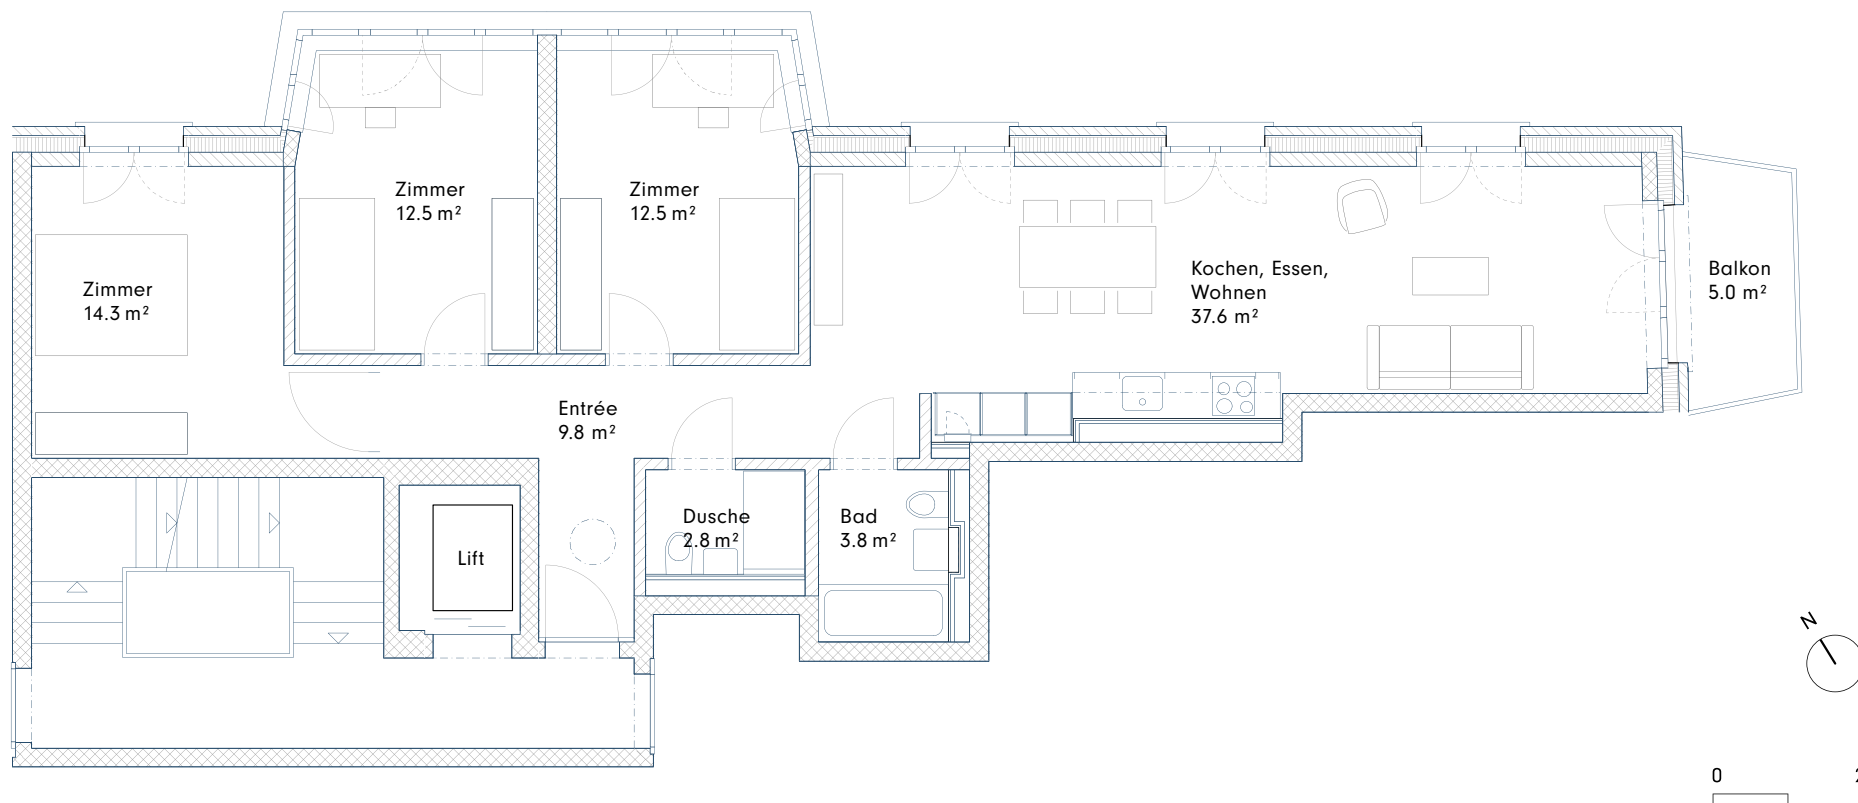 Zimmer
12.5 m²
Zimmer
12.5 m²
Zimmer
14.3 m²
Kochen, Essen,
Wohnen
37.6 m²
Balkon
5.0 m²
Entrée
9.8 m²
Dusche
2.8 m²
Bad
3.8 m²
Lift
N
0